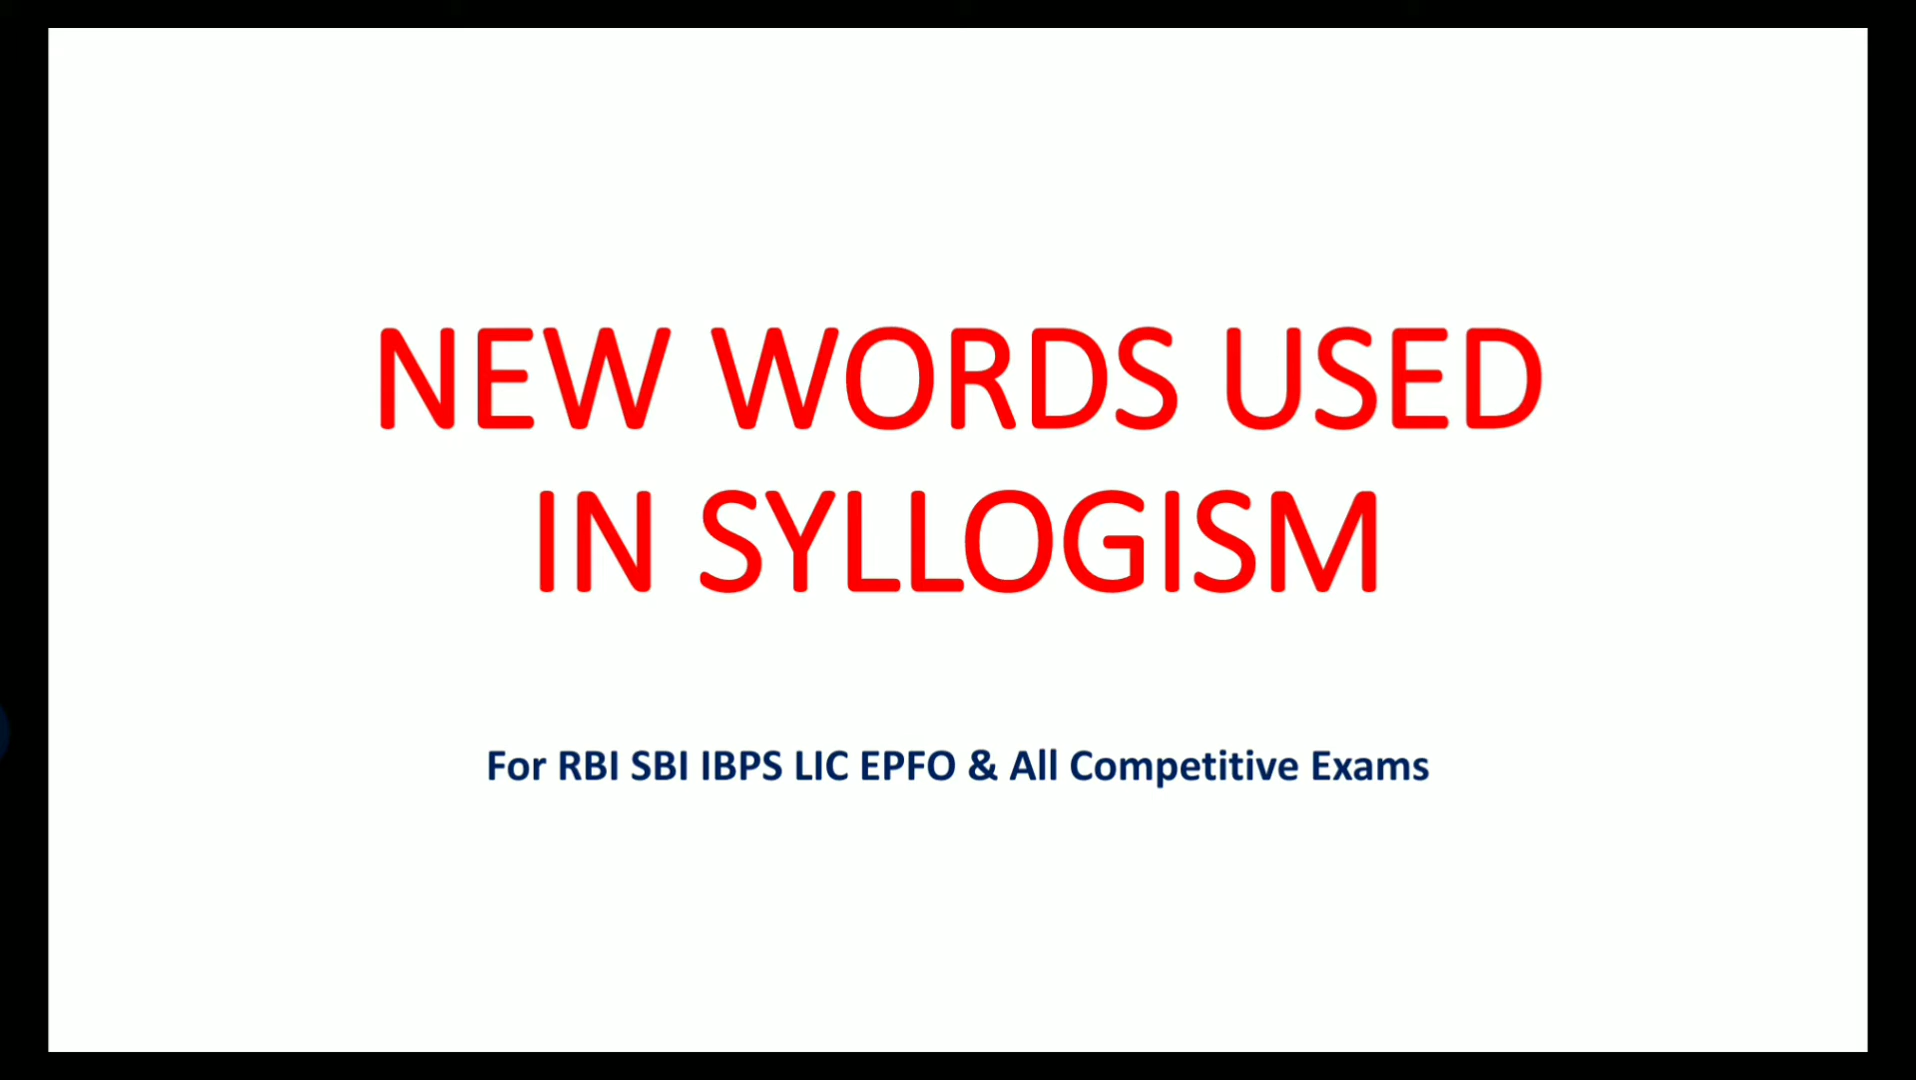 NEW WORDS USED
IN SYLLOGISM
For RBI SBI IBPS LIC EPFO & All Competitive Exams